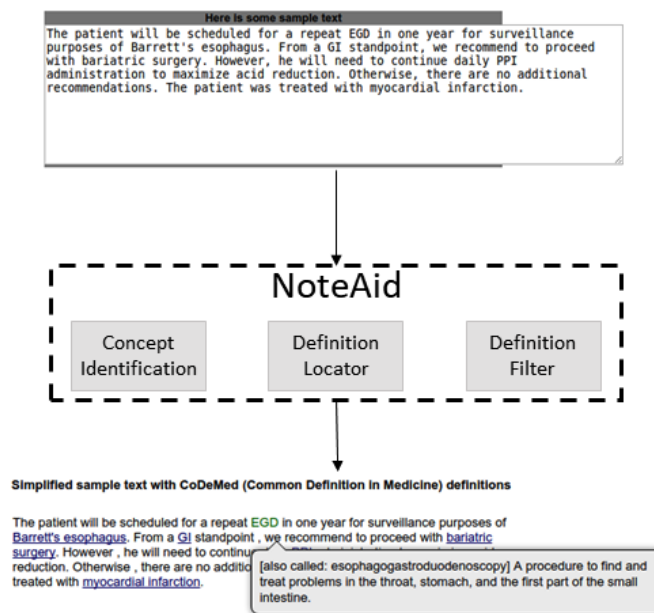 Here is some sample text
The patient will be scheduled for a repeat EGD in one year for surveillance
purposes of Barrett's esophagus. From a GI standpoint, we recommend to proceed
with bariatric surgery. However, he will need to continue daily PPI
administration to maximize acid reduction. Otherwise, there are no additional
recommendations. The patient was treated with myocardial infarction.
NoteAid
Concept
Identification
Definition
Locator
Definition
Filter
Simplified sample text with CoDeMed (Common Definition in Medicine) definitions
The patient will be scheduled for a repeat EGD in one year for surveillance purposes of
Barrett's esophagus. From a GI standpoint , we recommend to proceed with bariatric
surgery. However , he will need to continue
reduction. Otherwise , there are no additio
treated with myocardial infarction.
[also called: esophagogastroduodenoscopy] A procedure to find and
treat problems in the throat, stomach, and the first part of the small
intestine.